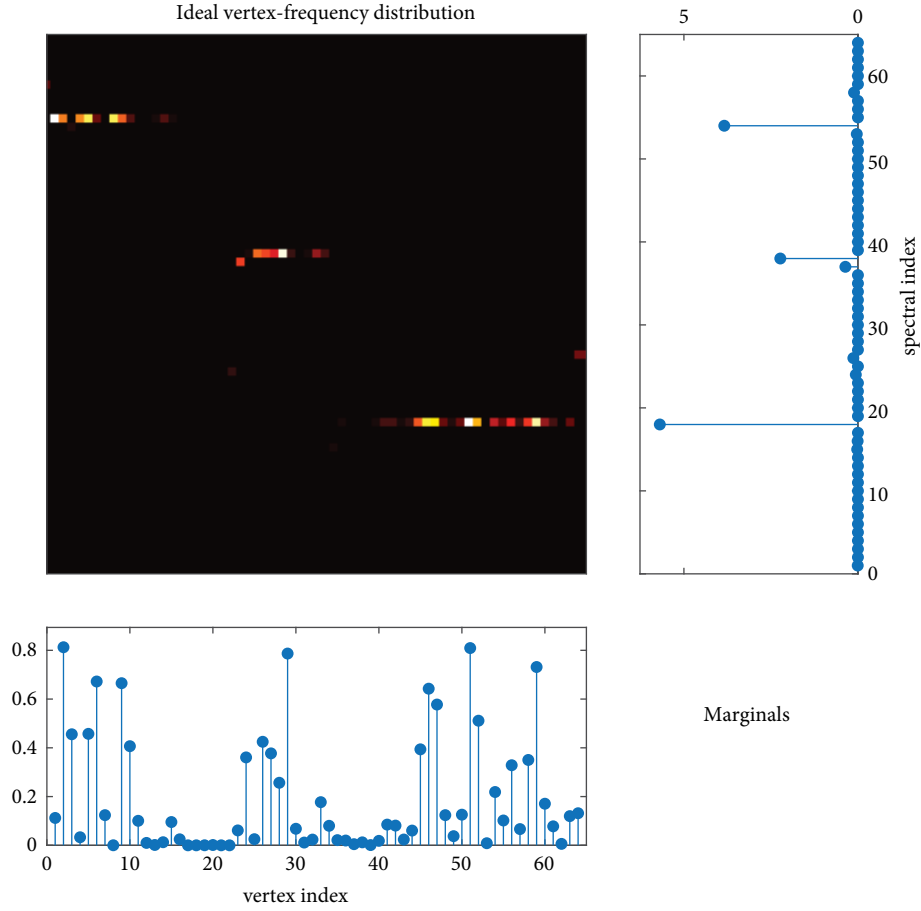 Ideal vertex-frequency distribution
5 0
60
50
40
30
20
10
0
spectral index
0.8
0.6
0.4
0.2
0
0 10 20 30 40 50 60
vertex index
Marginals